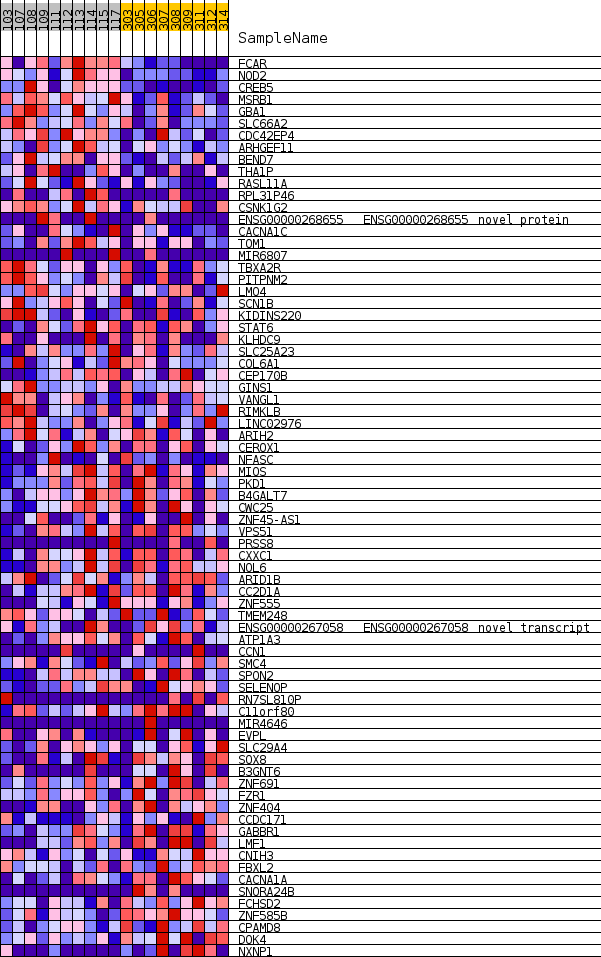 103 107 108 109 111 112 113 114 115 117 303 305 306 307 308 309 311 312 314
SampleName
FCAR
NOD2
CREB5
MSRB1
GBA1
SLC66A2
CDC42EP4
ARHGEF11
BEND7
THA1P
RASL11A
RPL31P46
CSNK1G2
ENSG00000268655 ENSG00000268655 novel protein
CACNA1C
TOM1
MIR6807
TBXA2R
PITPNM2
LMO4
SCN1B
KIDINS220
STAT6
KLHDC9
SLC25A23
COL6A1
CEP170B
GINS1
VANGL1
RIMKLB
LINC02976
ARIH2
CEROX1
NFASC
MIOS
PKD1
B4GALT7
CWC25
ZNF45-AS1
VPS51
PRSS8
CXXC1
NOL6
ARID1B
CC2D1A
ZNF555
TMEM248
ENSG00000267058 ENSG00000267058 novel transcript
ATP1A3
CCN1
SMC4
SPON2
SELENOP
RN7SL810P
C11orf80
MIR4646
EVPL
SLC29A4
SOX8
B3GNT6
ZNF691
FZR1
ZNF404
CCDC171
GABBR1
LMF1
CNIH3
FBXL2
CACNA1A
SNORA24B
FCHSD2
ZNF585B
CPAMD8
DOK4
NXNP1